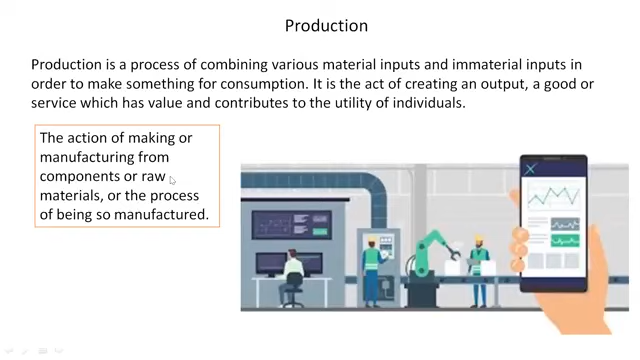 Production
Production is a process of combining various material inputs and immaterial inputs in
order to make something for consumption. It is the act of creating an output, a good or
service which has value and contributes to the utility of individuals.
The action of making or
manufacturing from
components or raw
materials, or the process
of being so manufactured.